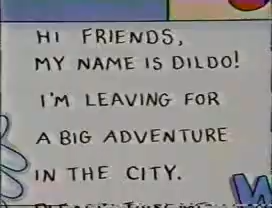 HI FRIENDS,
MY NAME IS DILDO!
I'M LEAVING FOR
A BIG ADVENTURE
IN THE CITY.